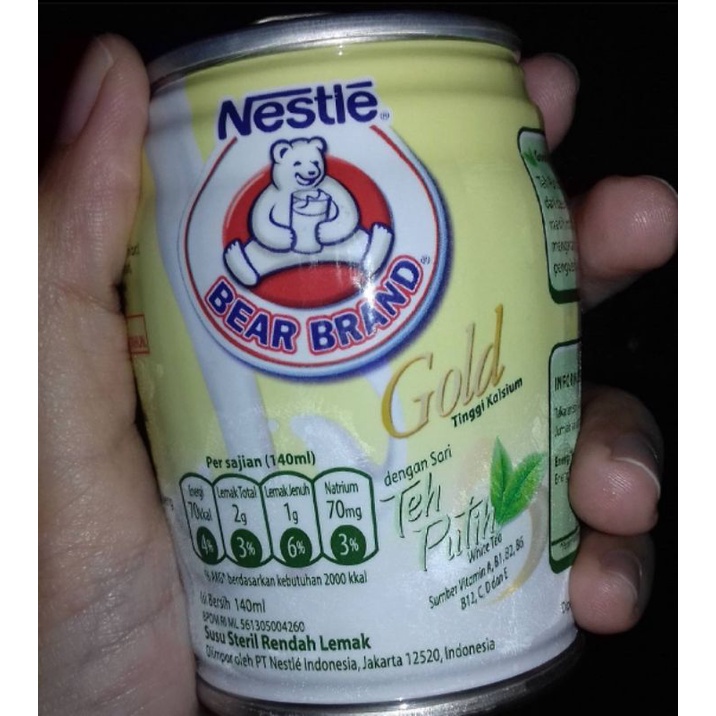 Nestlé®
BEAR BRAND®
Gold
Tinggi Kalsium
Per sajian (140ml)
Energi Lemak Total Lemak Jenuh Natrium
70kkal 2g 1g 70mg
4% 3% 6% 3%
% AKG* berdasarkan kebutuhan 2000 kkal
dengan Sari
Teh
Putih
White Tea
Sumber Vitamin A, B1, B2, B6
B12, C, D dan E
Isi Bersih 140ml
BPOM RI ML 561305004260
Susu Steril Rendah Lemak
Diimpor oleh PT Nestlé Indonesia, Jakarta 12520, Indonesia